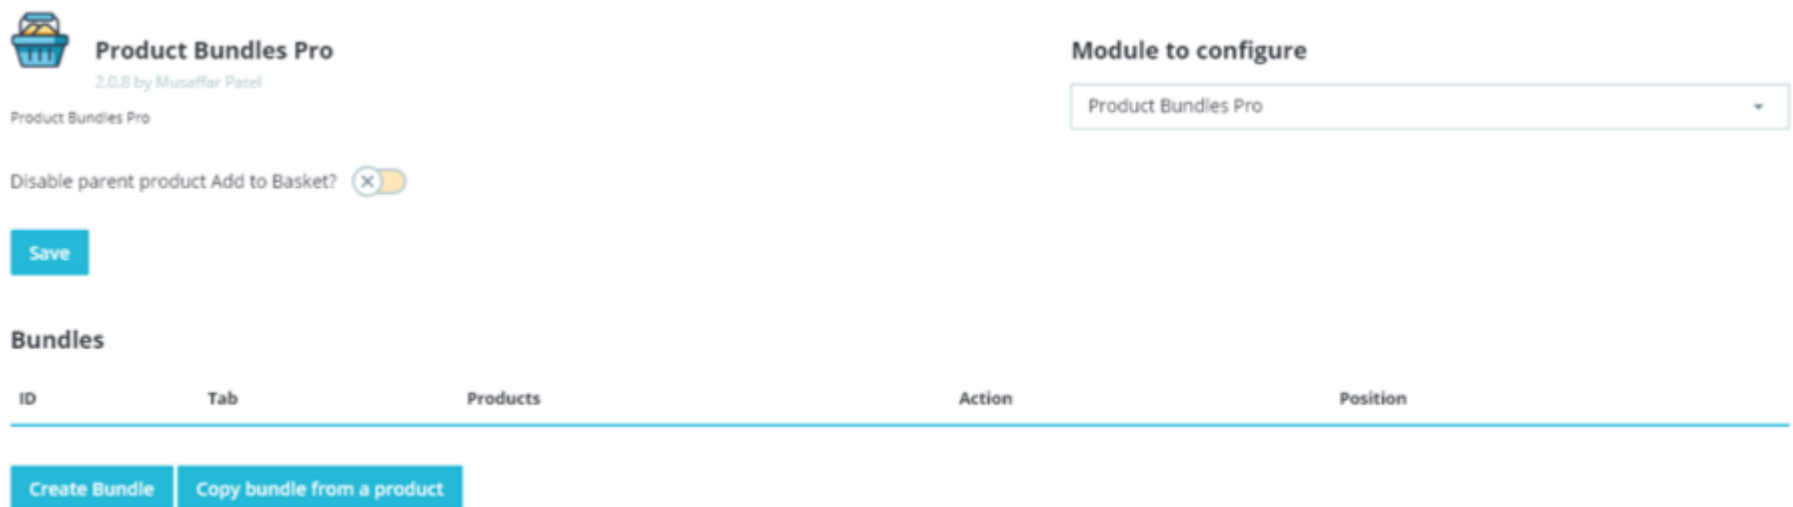 Product Bundles Pro
2.0.8 by Musaffar Patel
Product Bundles Pro
Module to configure
Product Bundles Pro
Disable parent product Add to Basket?
Save
Bundles
ID Tab Products Action Position
Create Bundle Copy bundle from a product